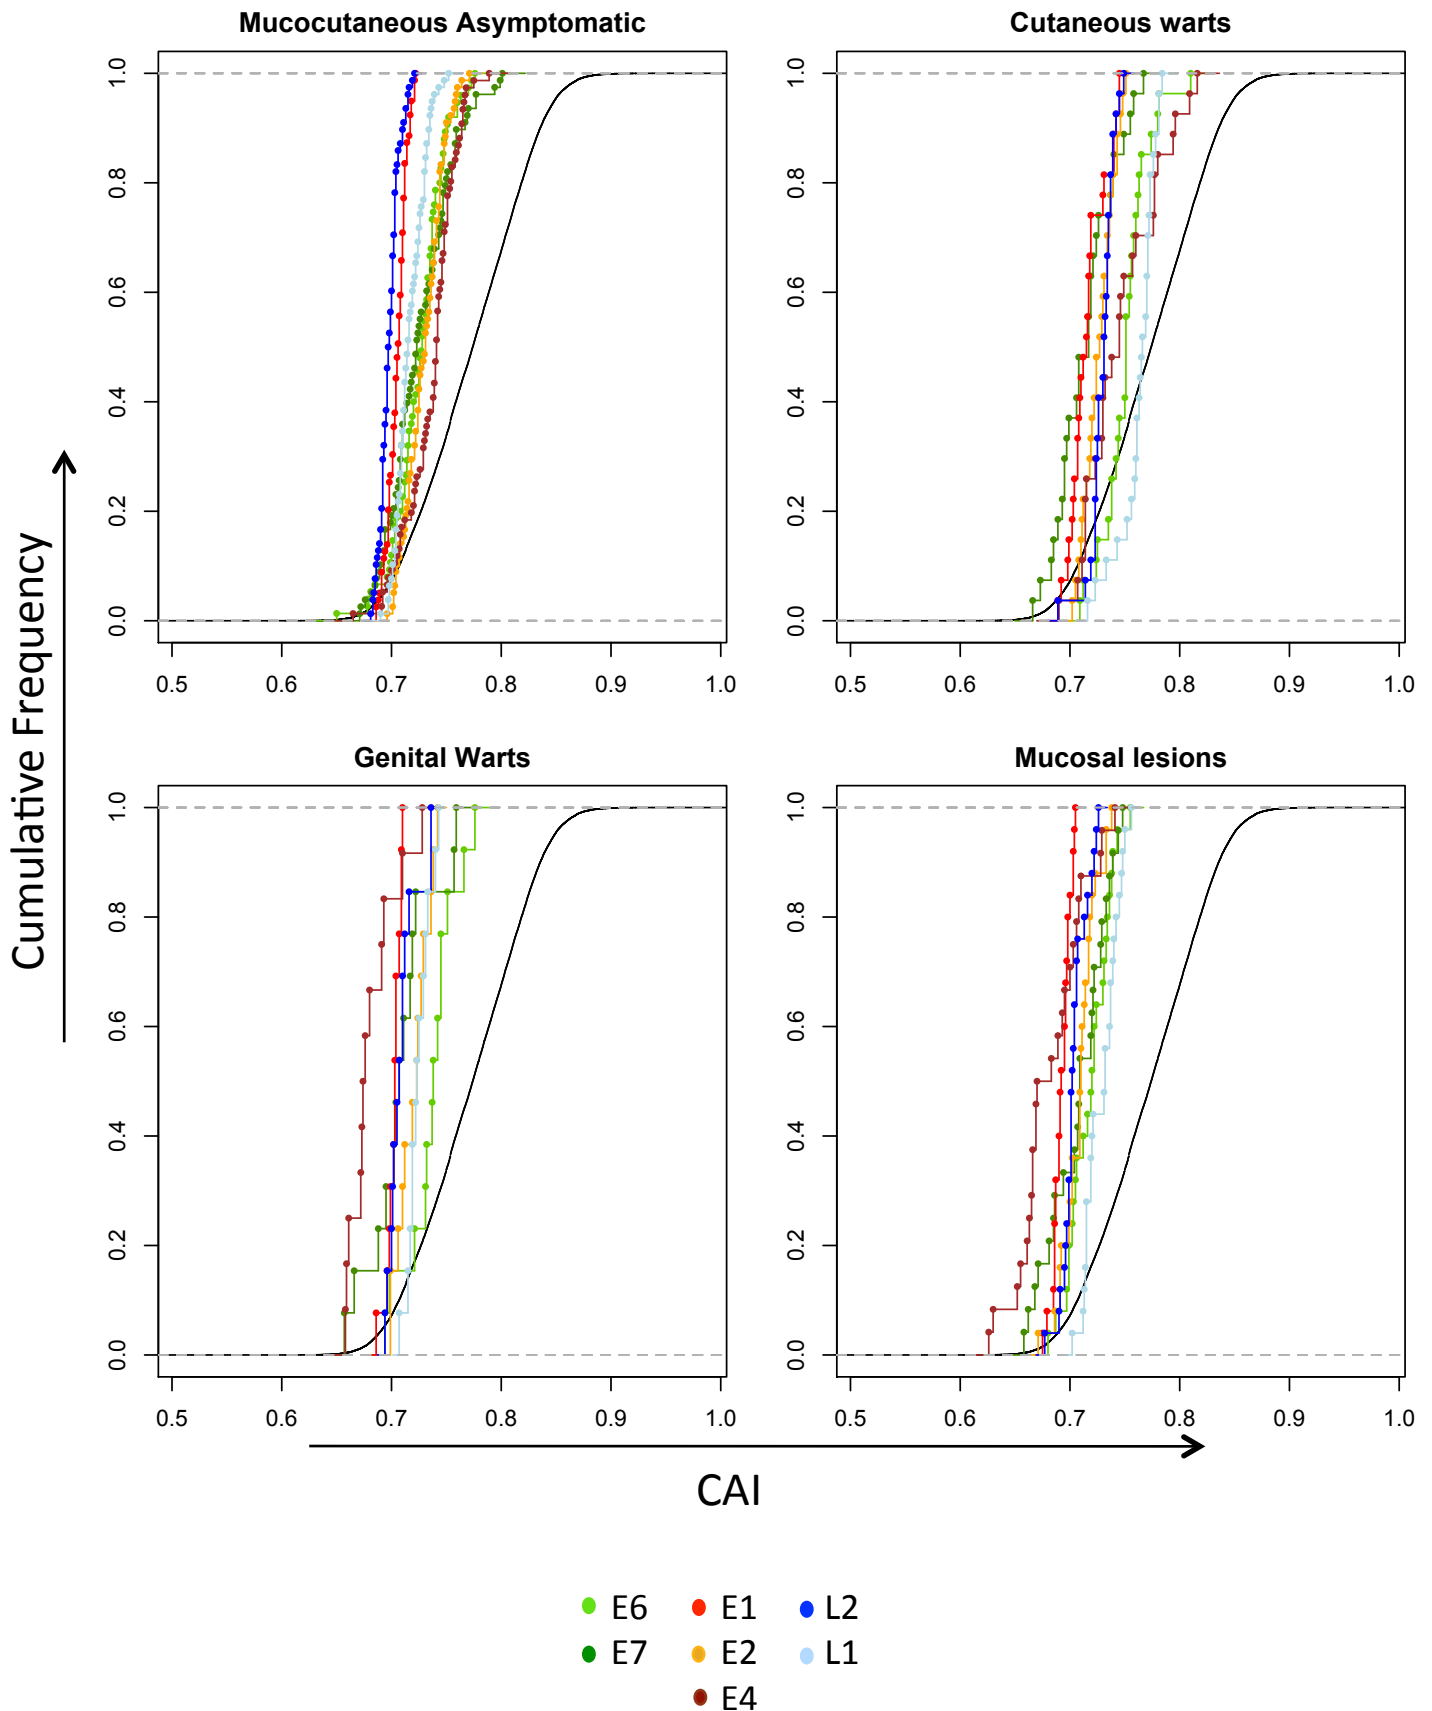 Mucocutaneous Asymptomatic
Cutaneous warts
1.0
0.8
0.6
0.4
0.2
0.0
0.5 0.6 0.7 0.8 0.9 1.0
1.0
0.8
0.6
0.4
0.2
0.0
0.5 0.6 0.7 0.8 0.9 1.0
Cumulative Frequency
Genital Warts
Mucosal lesions
1.0
0.8
0.6
0.4
0.2
0.0
0.5 0.6 0.7 0.8 0.9 1.0
1.0
0.8
0.6
0.4
0.2
0.0
0.5 0.6 0.7 0.8 0.9 1.0
CAI
E6 E1 L2
E7 E2 L1
E4